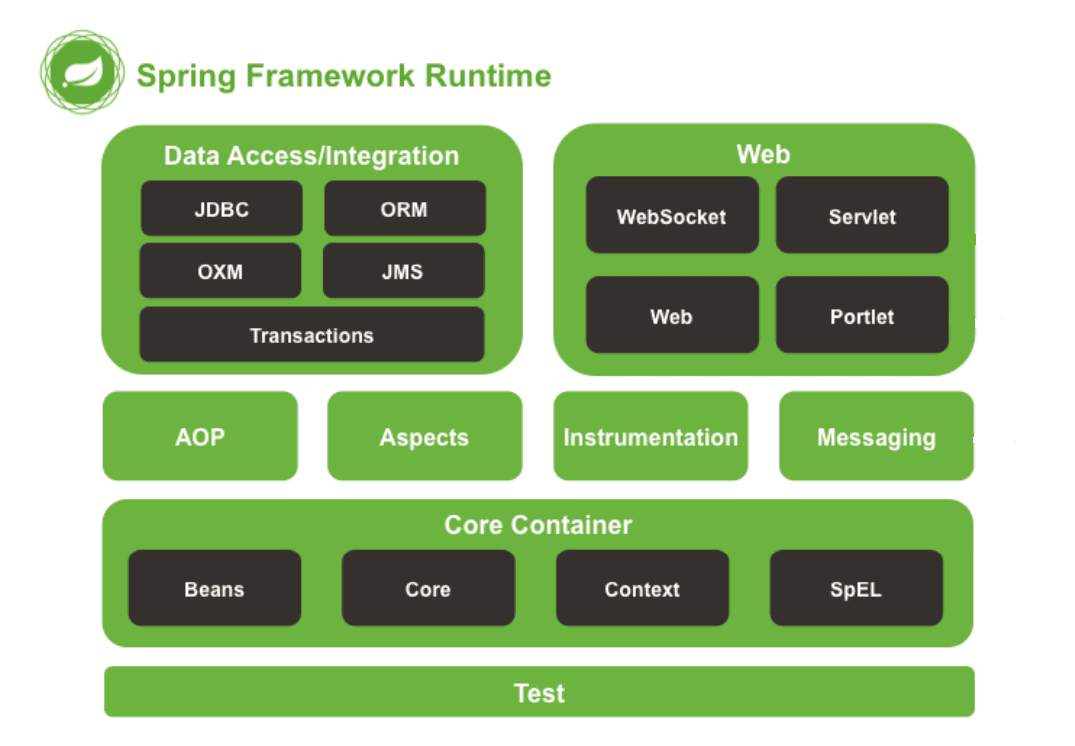 Spring Framework Runtime
Data Access/Integration
JDBC
ORM
OXM
JMS
Transactions
Web
WebSocket
Servlet
Web
Portlet
AOP
Aspects
Instrumentation
Messaging
Core Container
Beans
Core
Context
SpEL
Test